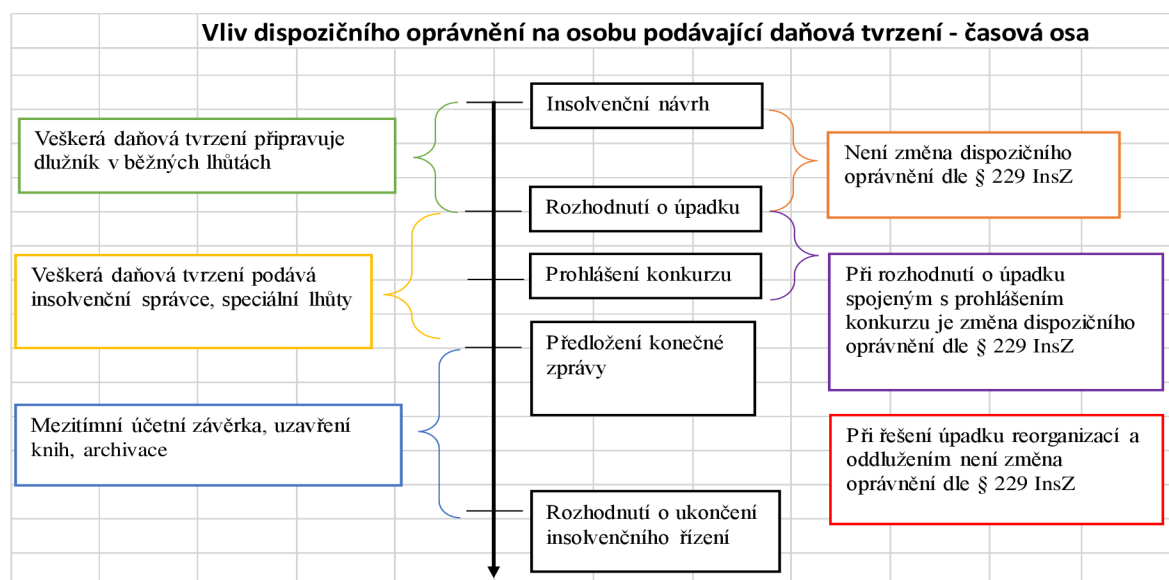 Vliv dispozičního oprávnění na osobu podávající daňová tvrzení - časová osa
Insolvenční návrh
Veškerá daňová tvrzení připravuje
dlužník v běžných lhůtách
Není změna dispozičního
oprávnění dle § 229 InsZ
Rozhodnutí o úpadku
Prohlášení konkurzu
Veškerá daňová tvrzení podává
insolvenční správce, speciální lhůty
Při rozhodnutí o úpadku
spojeným s prohlášením
konkurzu je změna dispozičního
oprávnění dle § 229 InsZ
Předložení konečné
zprávy
Mezitímní účetní závěrka, uzavření
knih, archivace
Při řešení úpadku reorganizací a
oddlužením není změna
oprávnění dle § 229 InsZ
Rozhodnutí o ukončení
insolvenčního řízení